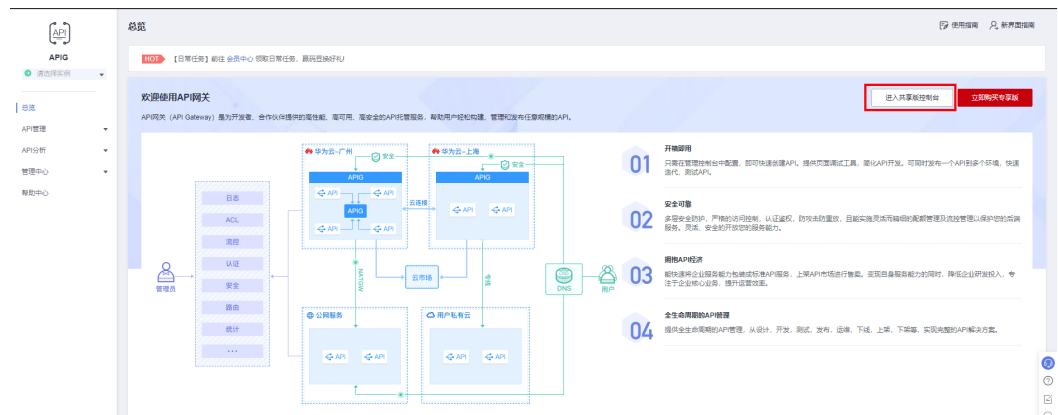 API
APIG
请选择实例
总览
API管理
API分析
管理中心
帮助中心
总览
使用指南
新界面指南
HOT
【日常任务】前往 会员中心 领取日常任务，赢码豆换好礼!
欢迎使用API网关
进入共享版控制台
立即购买专享版
API网关（API Gateway）是为开发者、合作伙伴提供的高性能、高可用、高安全的API托管服务，帮助用户轻松构建、管理和发布任意规模的API。
管理员
日志
ACL
流控
认证
安全
路由
统计
...
华为云-广州
安全
APIG
API
API
APIG
API
API
云连接
华为云-上海
安全
APIG
API
API
NATGW
云市场
专线
DNS
用户
公网服务
API
API
用户私有云
API
API
01
开箱即用
只需在管理控制台中配置，即可快速创建API。提供页面调试工具，简化API开发。可同时发布一个API到多个环境，快速
迭代、测试API。
02
安全可靠
多层安全防护，严格的访问控制，认证鉴权，防攻击防重放，且能实施灵活而精细的配额管理及流控管理以保护您的后端
服务。灵活、安全的开放您的服务能力。
03
拥抱API经济
能快速将企业服务能力包装成标准API服务，上架API市场进行售卖。变现自身服务能力的同时，降低企业研发投入，专
注于企业核心业务，提升运营效率。
04
全生命周期的API管理
提供全生命周期的API管理，从设计、开发、测试、发布、运维、下线、上架、下架等，实现完整的API解决方案。